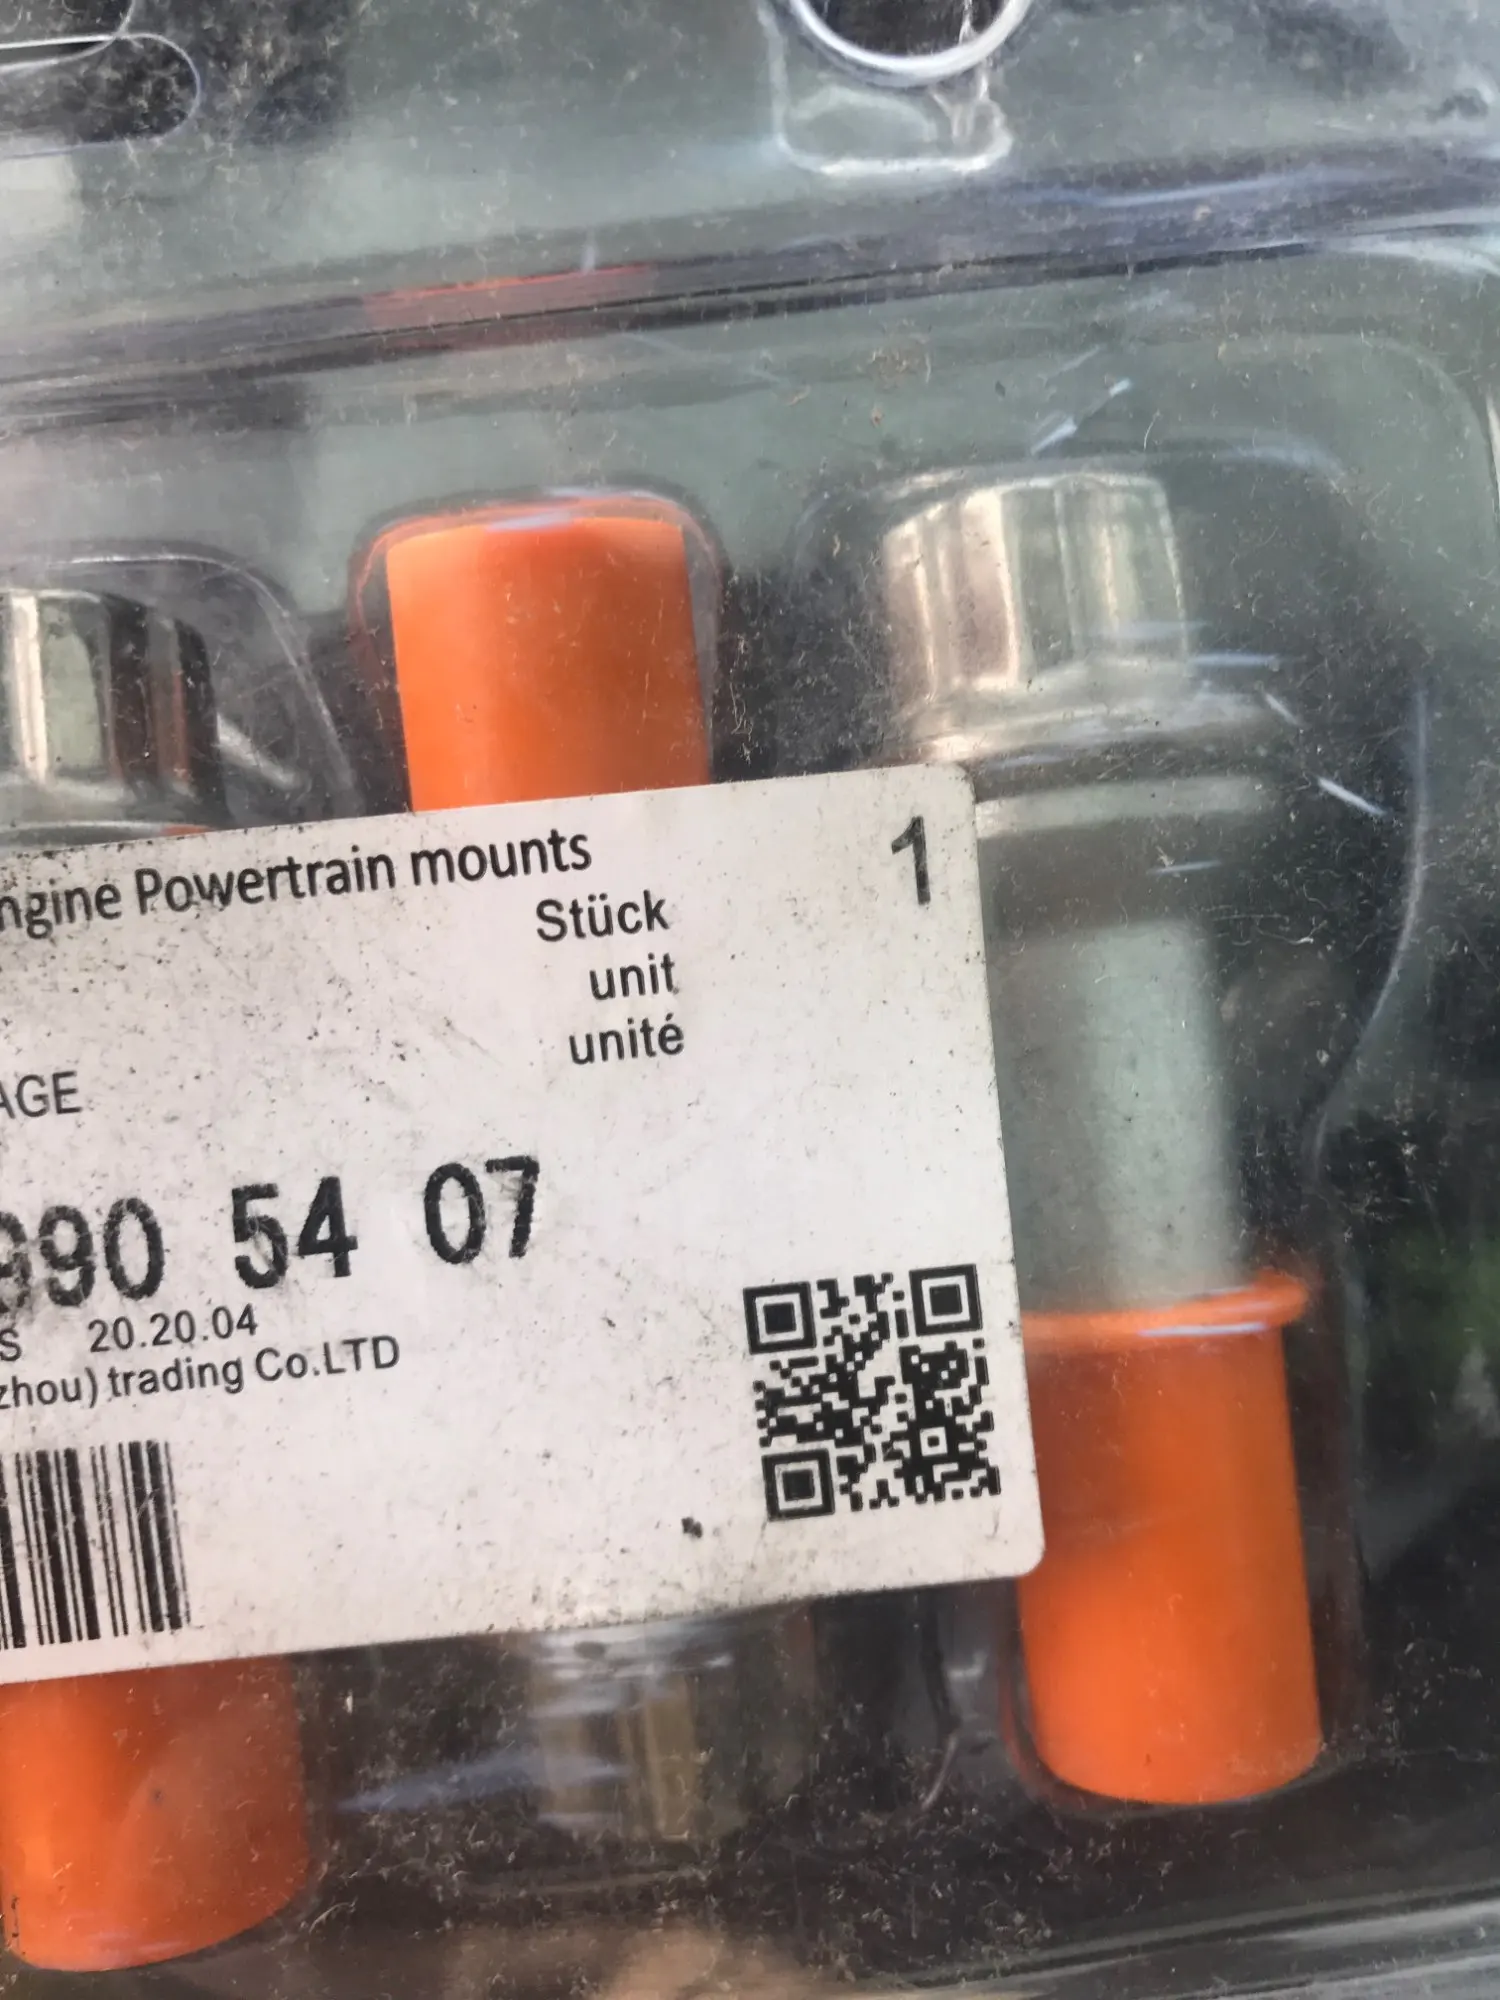 ngine Powertrain mounts
1
Stück
unit
unité
AGE
990 54 07
S 20.20.04
zhou) trading Co.LTD